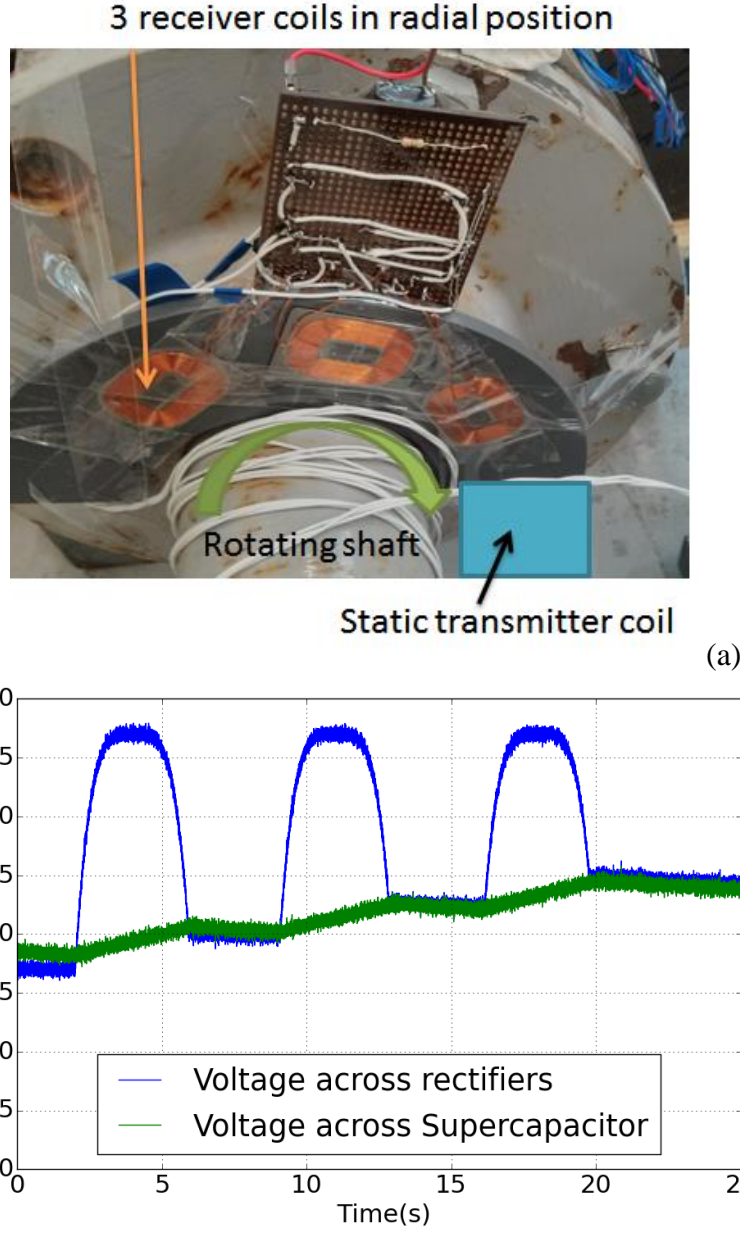 3 receiver coils in radial position
Rotating shaft
Static transmitter coil
(a)
0
5
0
5
0
5
0
5
0
Voltage across rectifiers
Voltage across Supercapacitor
0 5 10 15 20 2
Time(s)